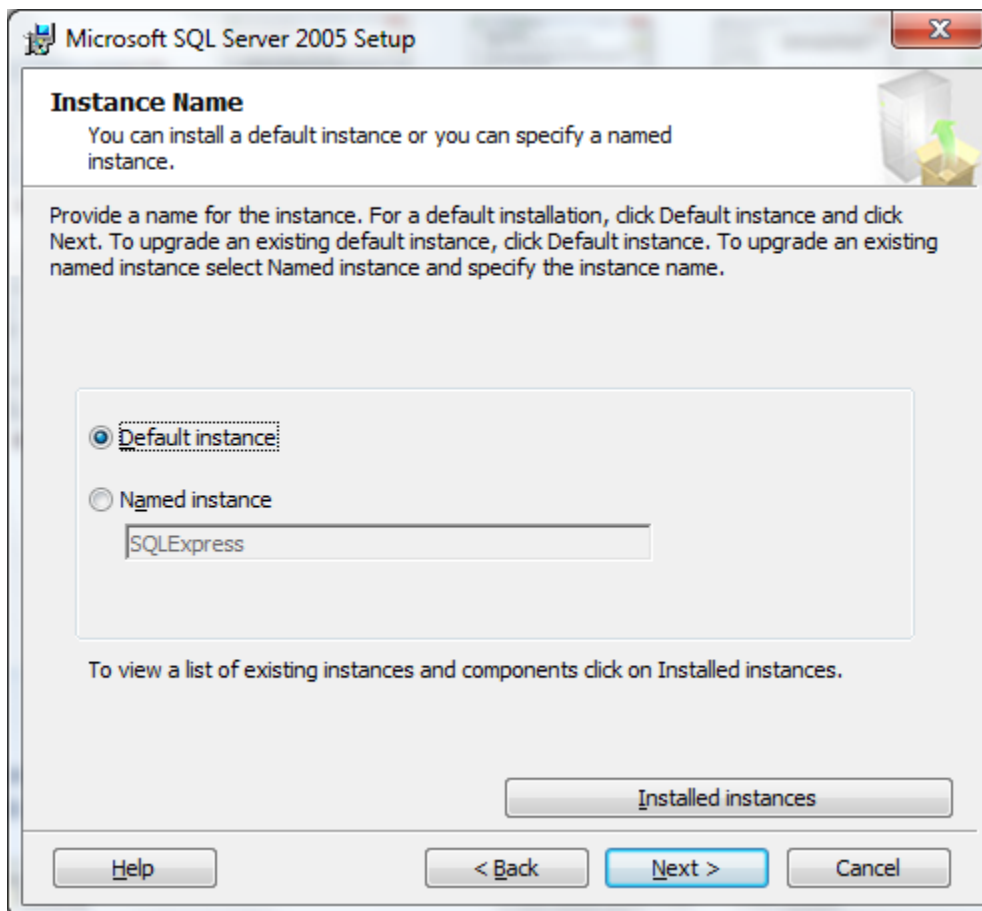 Microsoft SQL Server 2005 Setup
Instance Name
You can install a default instance or you can specify a named
instance.
Provide a name for the instance. For a default installation, click Default instance and click
Next. To upgrade an existing default instance, click Default instance. To upgrade an existing
named instance select Named instance and specify the instance name.
Default instance
Named instance
SQLExpress
To view a list of existing instances and components click on Installed instances.
Installed instances
Help
< Back
Next >
Cancel